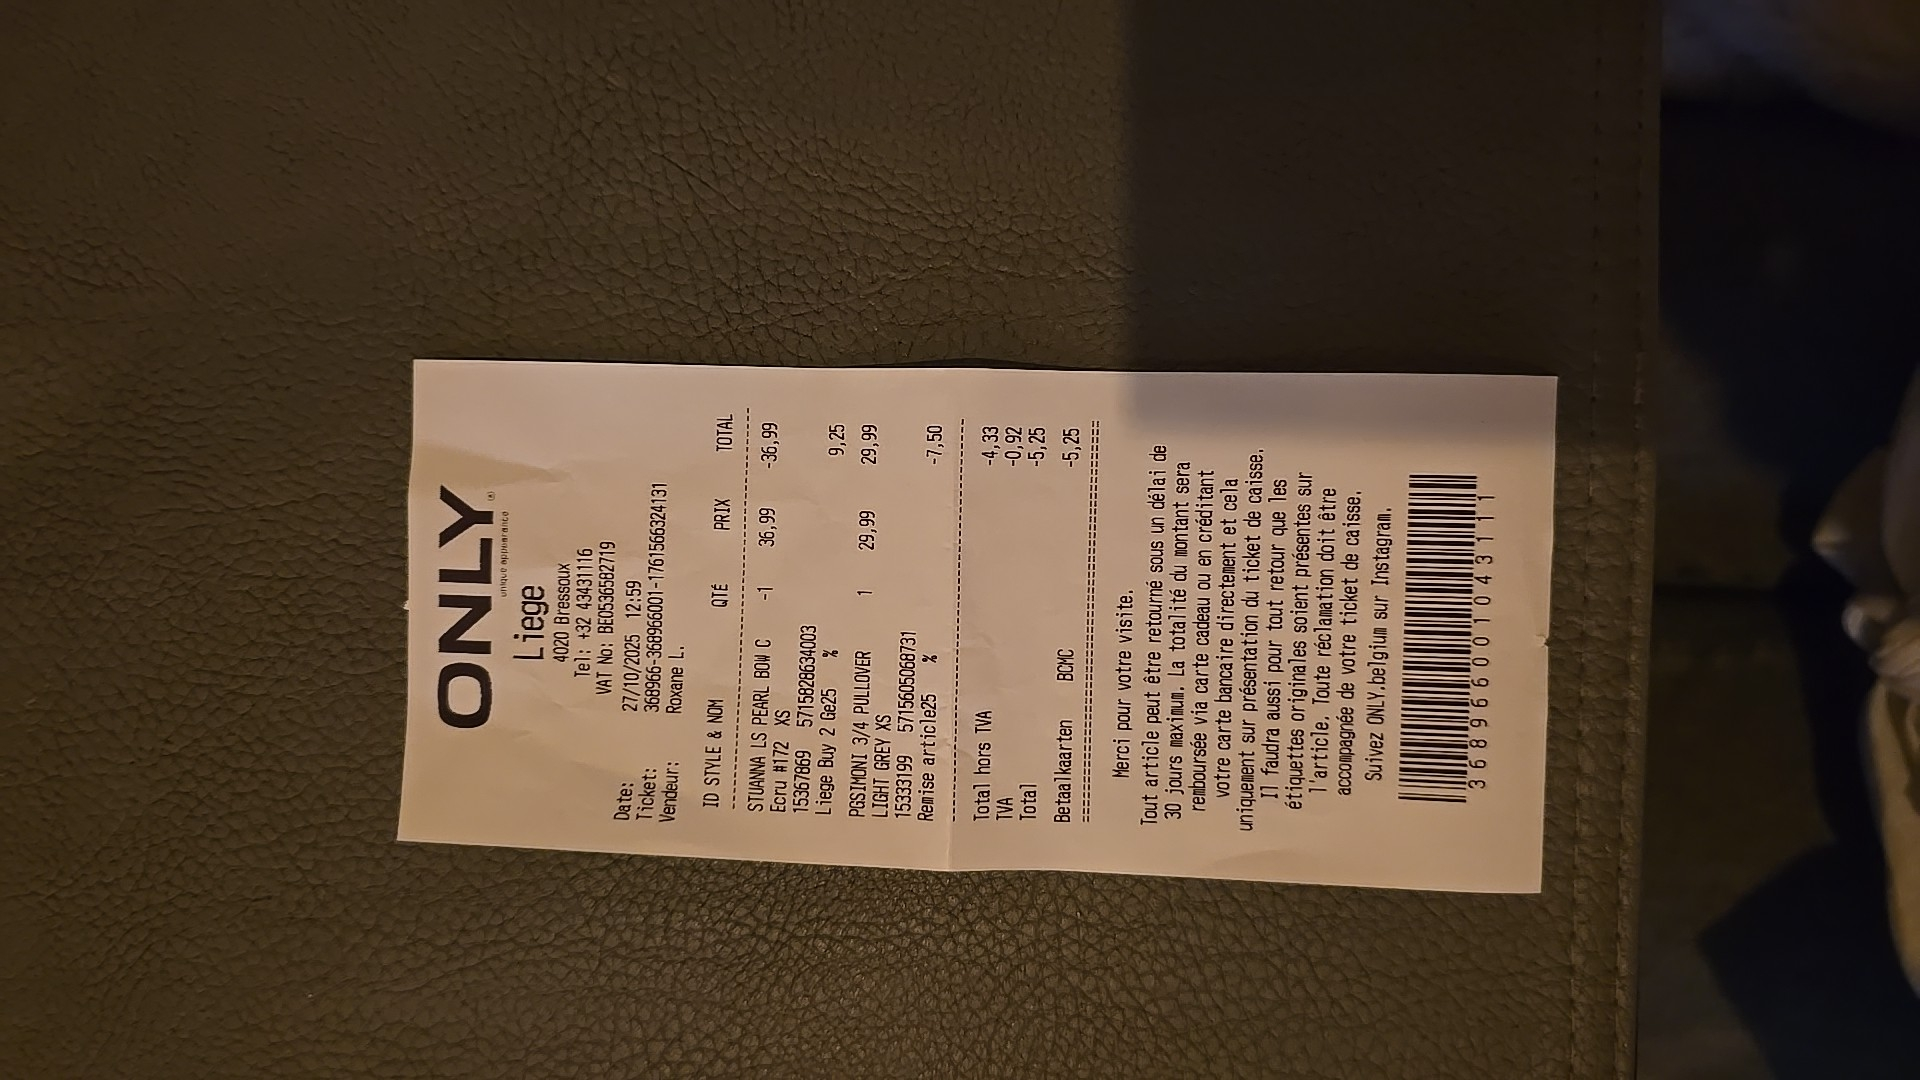 ONLY
unique appearance
Liege
4020 Bressoux
Tel: +32 43431116
VAT No: BE0536582719
Date: 27/10/2025 12:59
Ticket: 368966-368966001-1761566324131
Vendeur: Roxane L.
ID STYLE & NOM QTÉ PRIX TOTAL
STUANNA LS PEARL BOW C -1 36,99 -36,99
Ecru #172 XS
15367869 5715828634003
Liege Buy 2 Ge25 % 9,25
PGSIMONI 3/4 PULLOVER 1 29,99 29,99
LIGHT GREY XS
15333199 5715605068731
Remise article25 % -7,50
Total hors TVA -4,33
TVA -0,92
Total -5,25
Betaalkaarten BCMC -5,25
Merci pour votre visite.
Tout article peut être retourné sous un délai de
30 jours maximum. La totalité du montant sera
remboursée via carte cadeau ou en créditant
votre carte bancaire directement et cela
uniquement sur présentation du ticket de caisse.
Il faudra aussi pour tout retour que les
étiquettes originales soient présentes sur
l'article. Toute réclamation doit être
accompagnée de votre ticket de caisse.
Suivez ONLY.belgium sur Instagram.
368966001043111